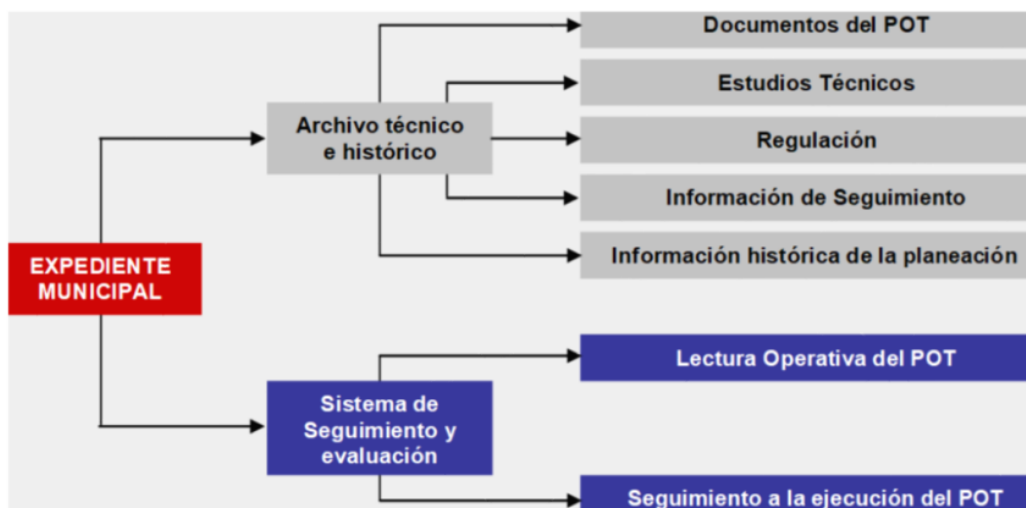 Documentos del POT
Estudios Técnicos
Archivo técnico
e histórico
Regulación
Información de Seguimiento
Información histórica de la planeación
EXPEDIENTE
MUNICIPAL
Lectura Operativa del POT
Sistema de
Seguimiento y
evaluación
Seguimiento a la ejecución del POT